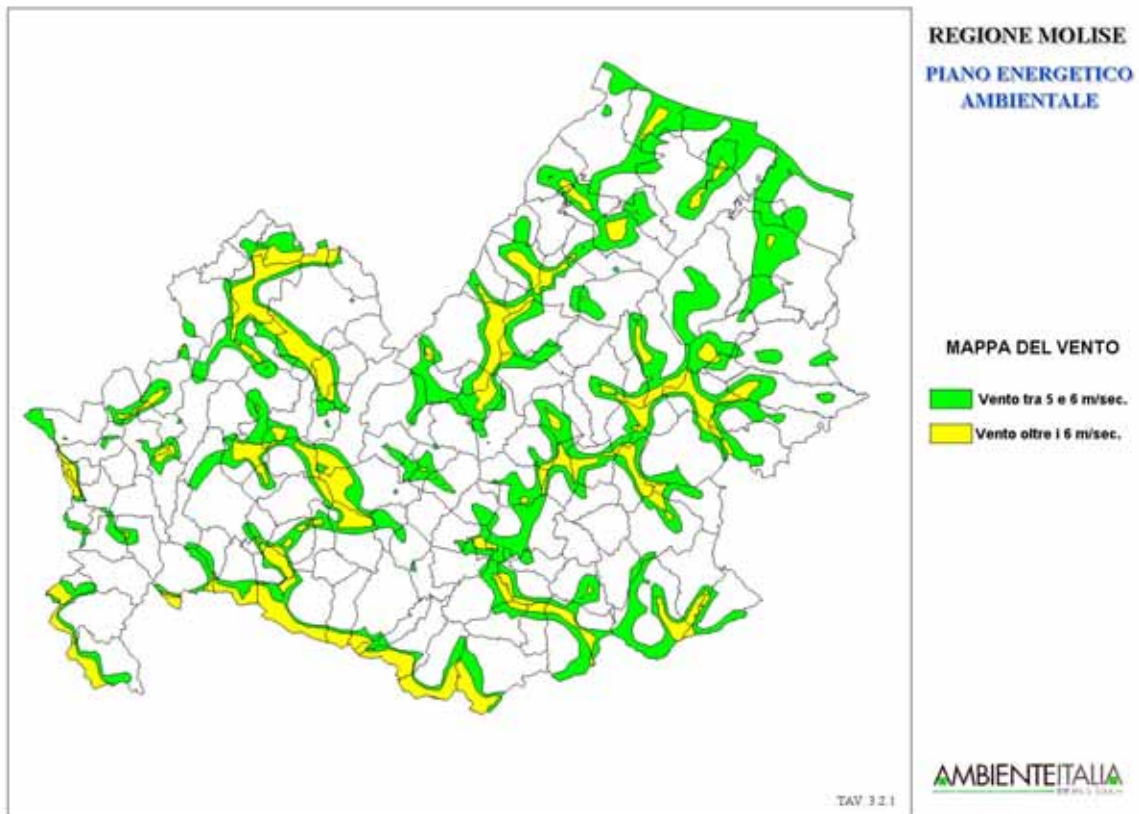 REGIONE MOLISE
PIANO ENERGETICO
AMBIENTALE
MAPPA DEL VENTO
Vento tra 5 e 6 m/sec.
Vento oltre i 6 m/sec.
AMBIENTEITALIA
TAV. 3.2.1